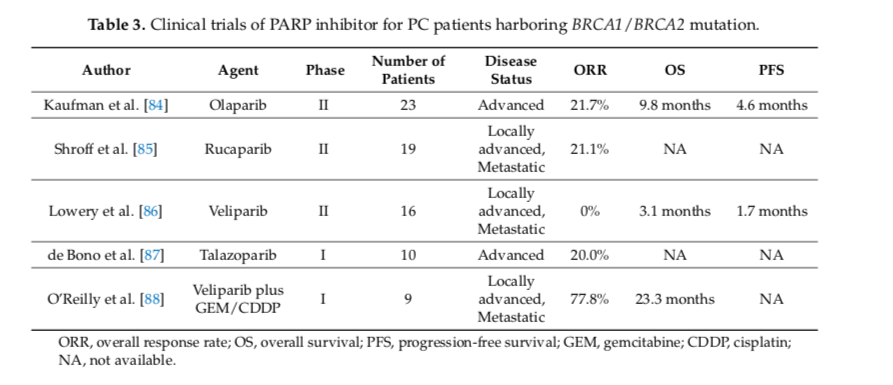 Table 3. Clinical trials of PARP inhibitor for PC patients harboring BRCA1/BRCA2 mutation.
Author Agent Phase Number of Patients Disease Status ORR OS PFS
Kaufman et al. [84] Olaparib II 23 Advanced 21.7% 9.8 months 4.6 months
Shroff et al. [85] Rucaparib II 19 Locally advanced, Metastatic 21.1% NA NA
Lowery et al. [86] Veliparib II 16 Locally advanced, Metastatic 0% 3.1 months 1.7 months
de Bono et al. [87] Talazoparib I 10 Advanced 20.0% NA NA
O'Reilly et al. [88] Veliparib plus GEM/CDDP I 9 Locally advanced, Metastatic 77.8% 23.3 months NA
ORR, overall response rate; OS, overall survival; PFS, progression-free survival; GEM, gemcitabine; CDDP, cisplatin;
NA, not available.